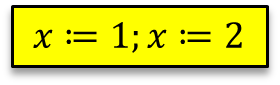 x := 1; x := 2